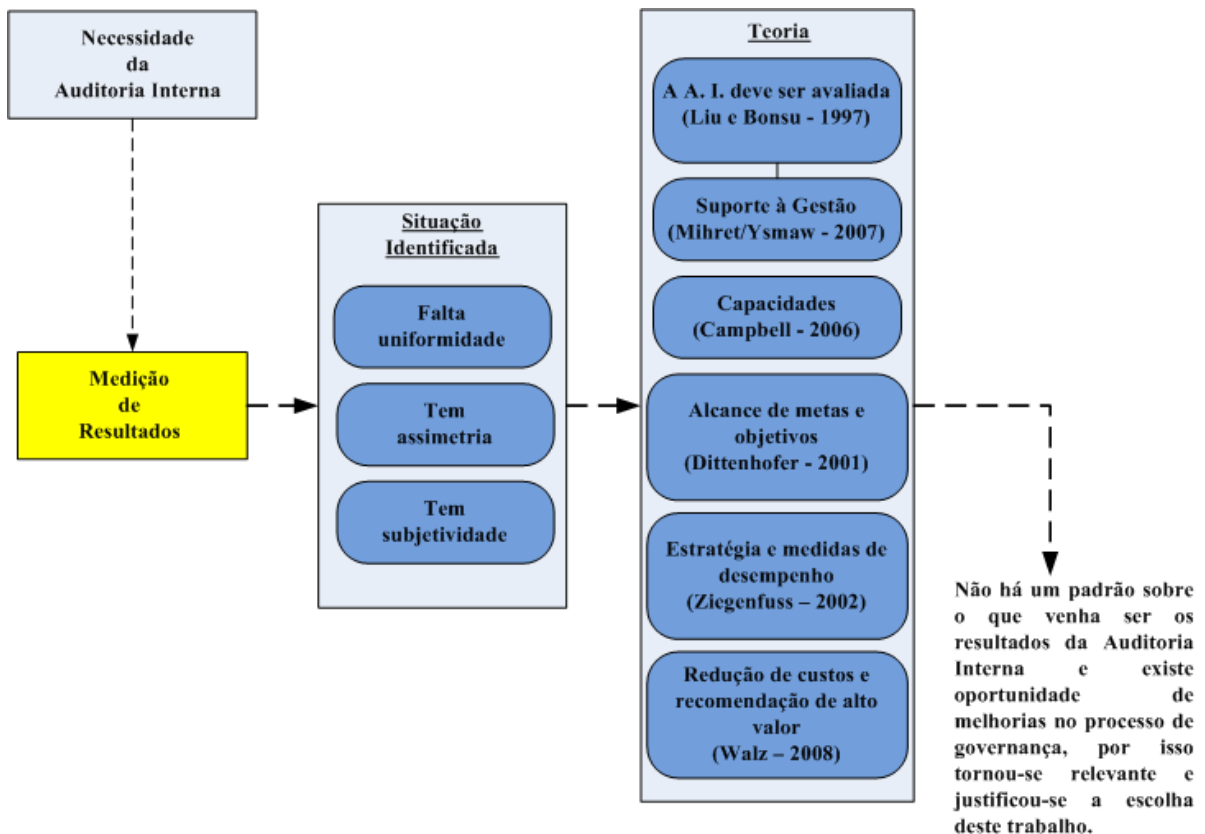 Necessidade
da
Auditoria Interna
Medição
de
Resultados
Situação
Identificada
Falta
uniformidade
Tem
assimetria
Tem
subjetividade
Teoria
A A. I. deve ser avaliada
(Liu e Bonsu - 1997)
Suporte à Gestão
(Mihret/Ysmaw - 2007)
Capacidades
(Campbell - 2006)
Alcance de metas e
objetivos
(Dittenhofer - 2001)
Estratégia e medidas de
desempenho
(Ziegenfuss – 2002)
Redução de custos e
recomendação de alto
valor
(Walz – 2008)
Não há um padrão sobre
o que venha ser os
resultados da Auditoria
Interna e existe
oportunidade de
melhorias no processo de
governança, por isso
tornou-se relevante e
justificou-se a escolha
deste trabalho.